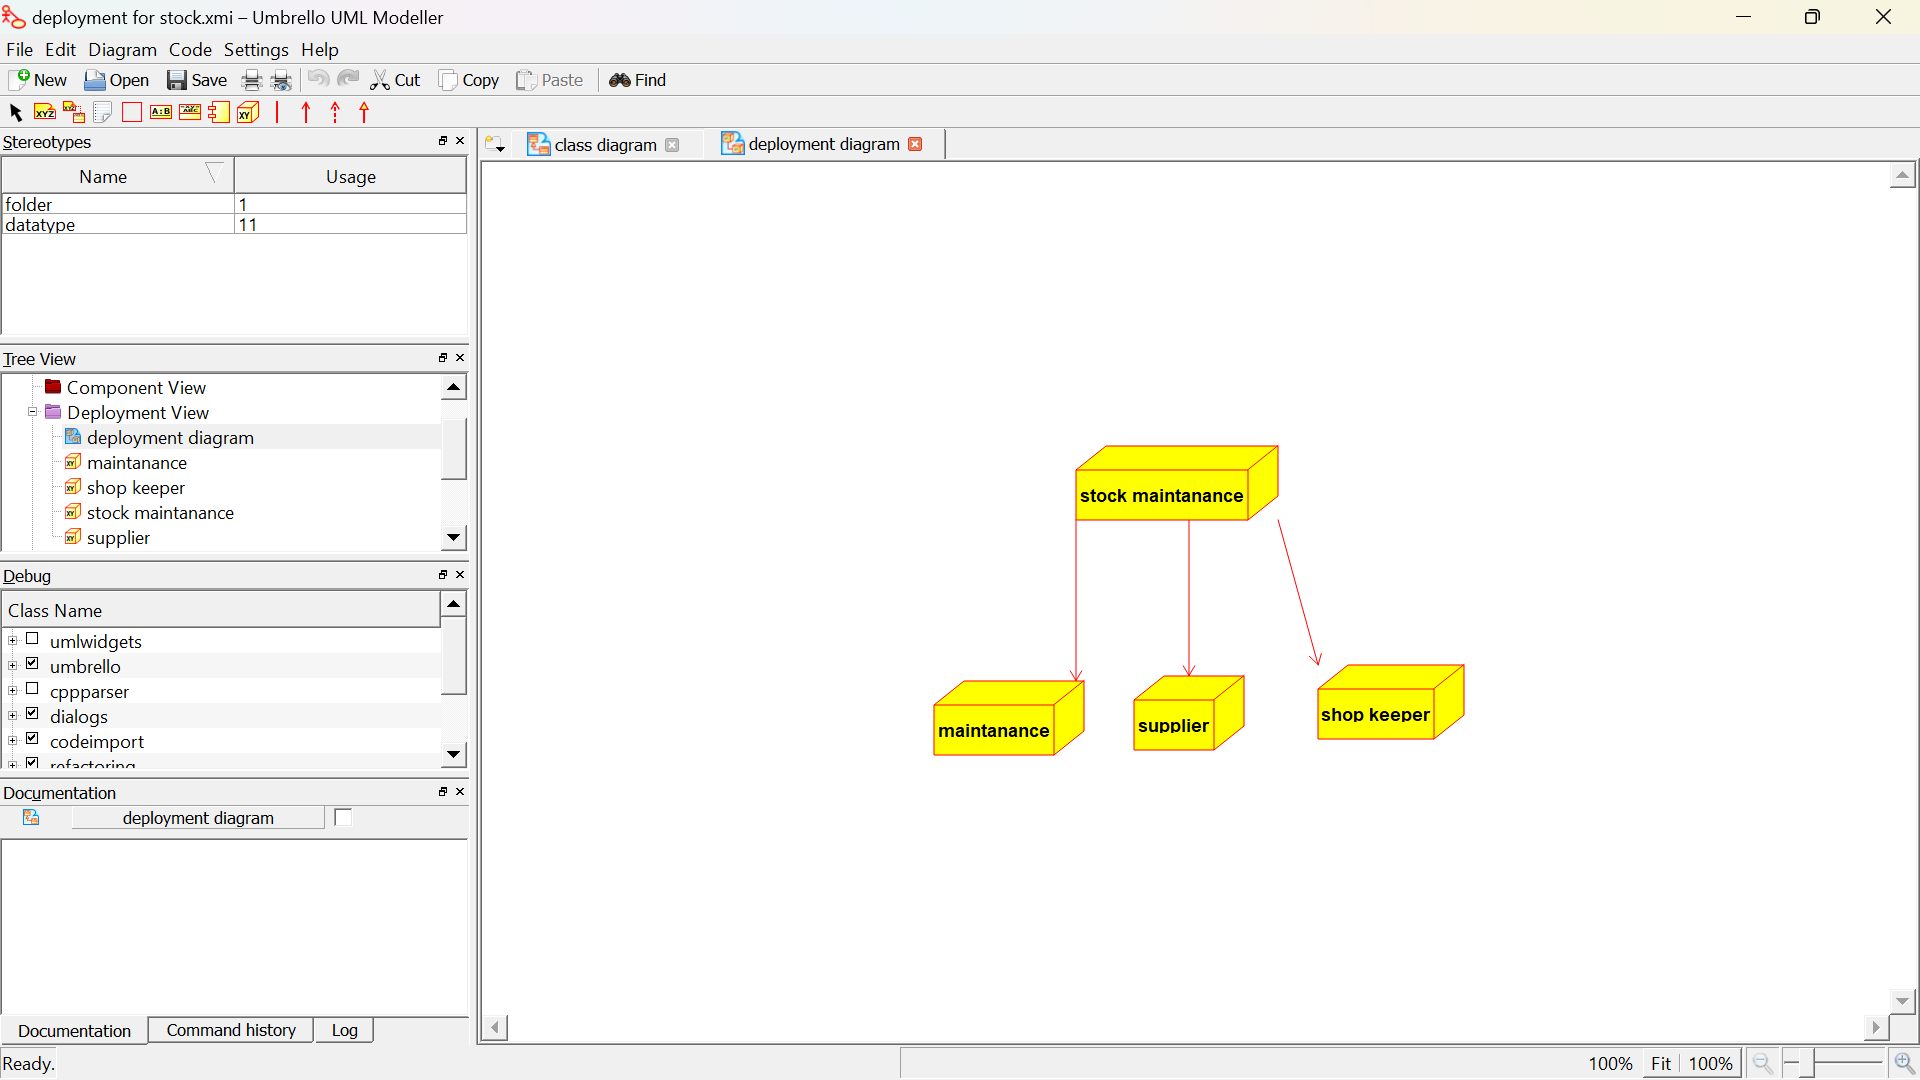 deployment for stock.xmi – Umbrello UML Modeller
File Edit Diagram Code Settings Help
New Open Save Cut Copy Paste Find
Stereotypes
Name Usage
folder 1
datatype 11
Tree View
Component View
Deployment View
deployment diagram
maintanance
shop keeper
stock maintanance
supplier
Debug
Class Name
umlwidgets
umbrello
cppparser
dialogs
codeimport
refactoring
Documentation
deployment diagram
Documentation Command history Log
Ready.
class diagram deployment diagram
stock maintanance
maintanance supplier shop keeper
100% Fit 100%